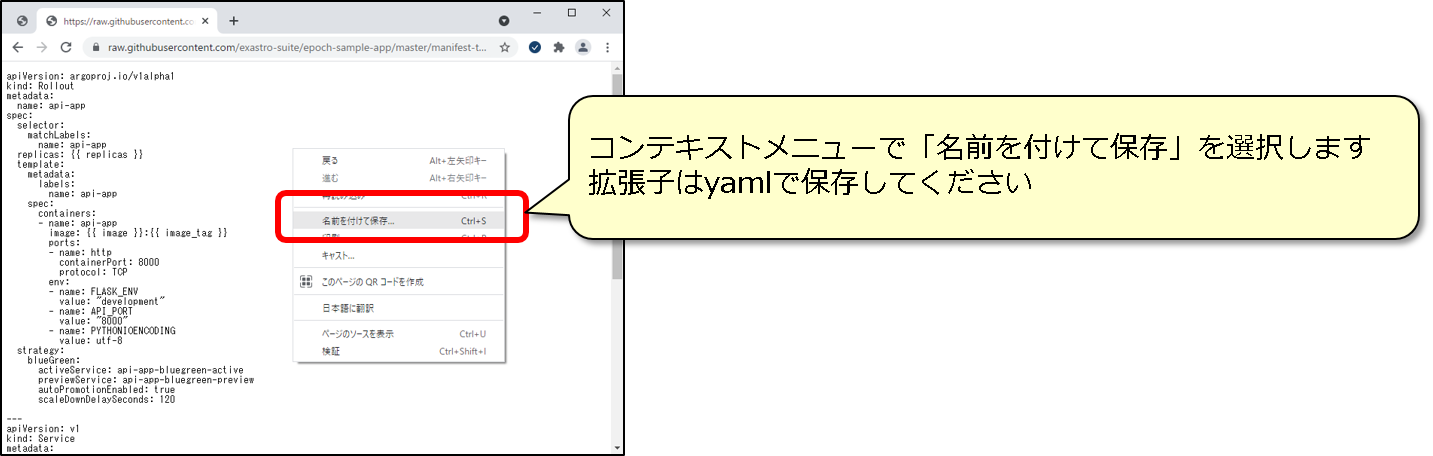 https://raw.githubusercontent.co
raw.githubusercontent.com/exastro-suite/epoch-sample-app/master/manifest-t...
apiVersion: argoproj.io/v1alpha1
kind: Rollout
metadata:
  name: api-app
spec:
  selector:
    matchLabels:
      name: api-app
  replicas: {{ replicas }}
  template:
    metadata:
      labels:
        name: api-app
    spec:
      containers:
      - name: api-app
        image: {{ image }}:{{ image_tag }}
        ports:
        - name: http
          containerPort: 8000
          protocol: TCP
        env:
        - name: FLASK_ENV
          value: "development"
        - name: API_PORT
          value: "8000"
        - name: PYTHONIOENCODING
          value: utf-8
  strategy:
    blueGreen:
      activeService: api-app-bluegreen-active
      previewService: api-app-bluegreen-preview
      autoPromotionEnabled: true
      scaleDownDelaySeconds: 120
---
apiVersion: v1
kind: Service
metadata:
戻る Alt+左矢印キー
進む Alt+右矢印キー
再読み込み Ctrl+R
名前を付けて保存... Ctrl+S
印刷... Ctrl+P
キャスト...
このページの QR コードを作成
日本語に翻訳
ページのソースを表示 Ctrl+U
検証 Ctrl+Shift+I
コンテキストメニューで「名前を付けて保存」を選択します
拡張子はyamlで保存してください